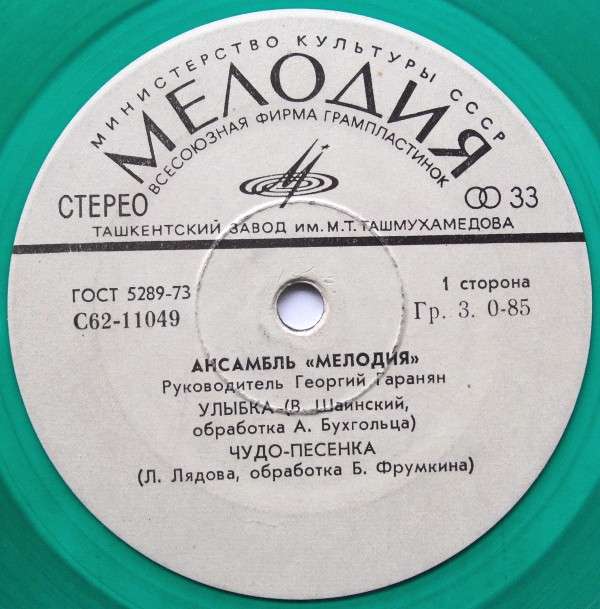 МИНИСТЕРСТВО КУЛЬТУРЫ СССР
МЕЛОДИЯ
ВСЕСОЮЗНАЯ ФИРМА ГРАМПЛАСТИНОК
СТЕРЕО
33
ТАШКЕНТСКИЙ ЗАВОД ИМ. М.Т. ТАШМУХАМЕДОВА
ГОСТ 5289-73
1 сторона
С62-11049
Гр. 3. 0-85
АНСАМБЛЬ «МЕЛОДИЯ»
Руководитель Георгий Гаранян
УЛЫБКА (В. Шаинский,
обработка А. Бухгольца)
ЧУДО-ПЕСЕНКА
(Л. Лядова, обработка Б. Фрумкина)